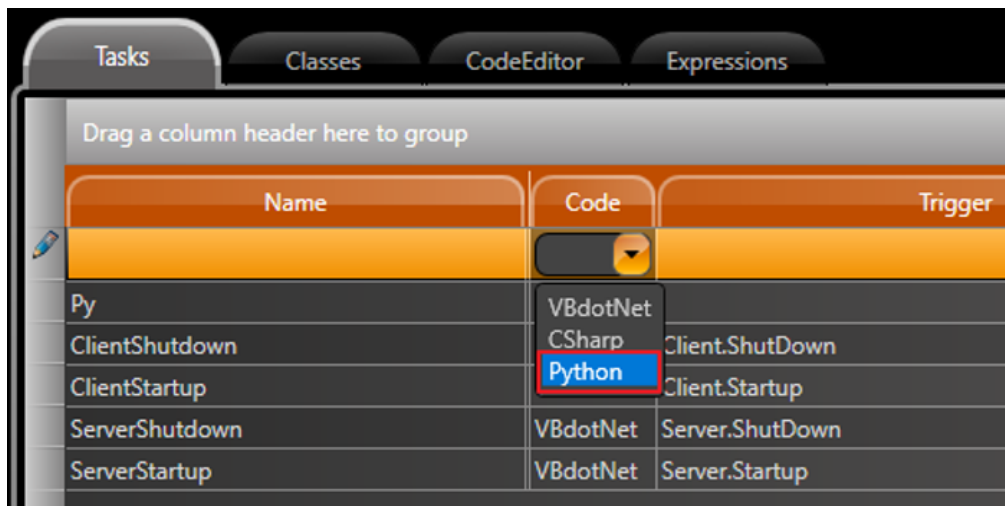 Tasks Classes CodeEditor Expressions
Drag a column header here to group
Name Code Trigger
Py
VBdotNet
CSharp
Python
ClientShutdown Client.ShutDown
ClientStartup Client.Startup
ServerShutdown VBdotNet Server.ShutDown
ServerStartup VBdotNet Server.Startup